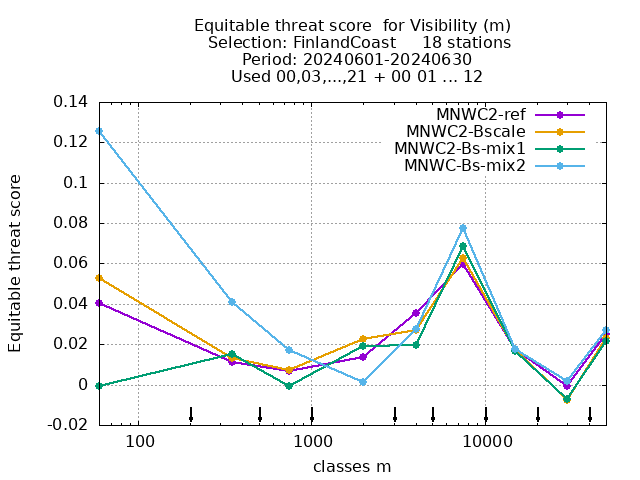 Equitable threat score  for Visibility (m)
Selection: FinlandCoast     18 stations
Period: 20240601-20240630
Used 00,03,...,21 + 00 01 ... 12
MNWC2-ref
MNWC2-Bscale
MNWC2-Bs-mix1
MNWC-Bs-mix2
Equitable threat score
0.14
0.12
0.1
0.08
0.06
0.04
0.02
0
-0.02
100 1000 10000
classes m